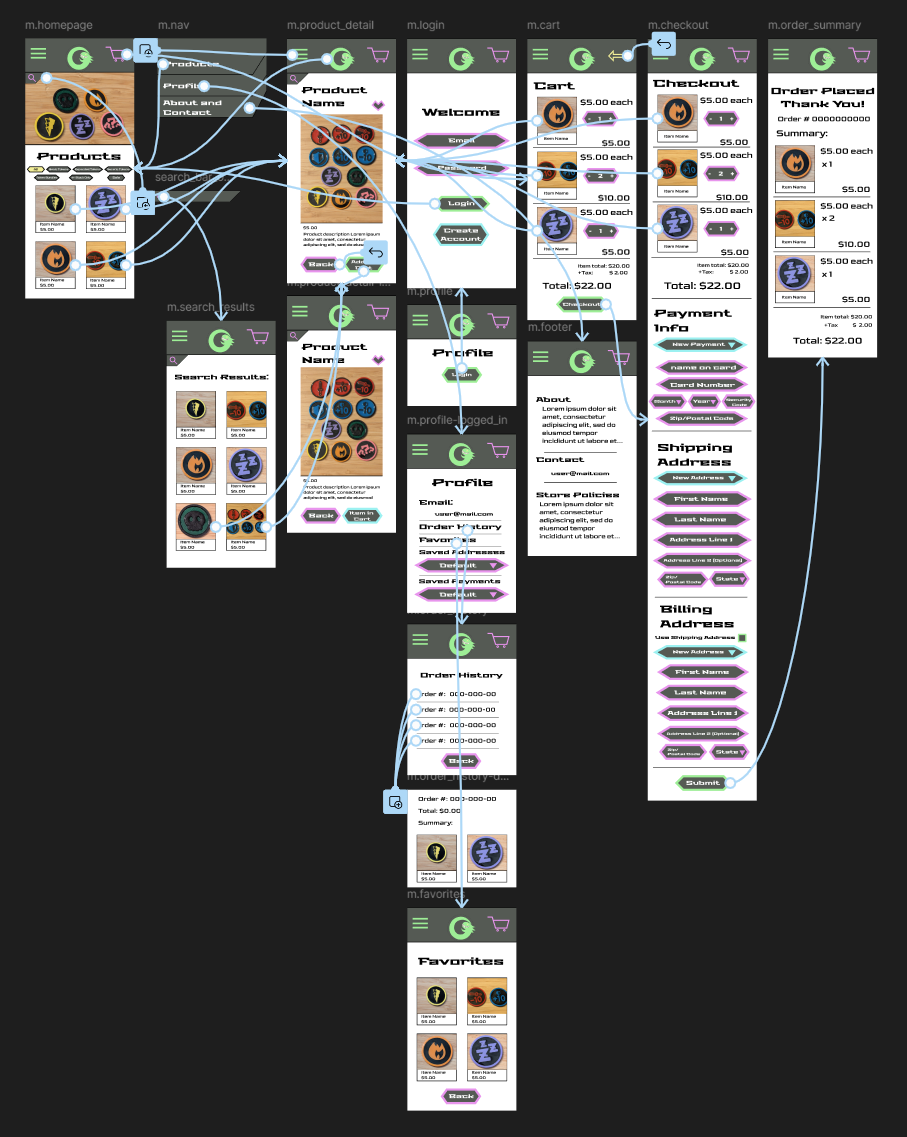 m.homepage
m.nav
m.product_detail
m.login
m.cart
m.checkout
m.order_summary
Products
Item Name
$5.00
Item Name
$5.00
Item Name
$5.00
Item Name
$5.00
Products
About and
Contact
m.search_results
Search Results:
Item Name
$5.00
Item Name
$5.00
Item Name
$5.00
Item Name
$5.00
Item Name
$5.00
Item Name
$5.00
Product
Name
$5.00
Product description Lorem ipsum
dolor sit amet, consectetur
adipiscing elit, sed do eiusmod
Back
Product
Name
$5.00
Product description Lorem ipsum
dolor sit amet, consectetur
adipiscing elit, sed do eiusmod
Back
Item in
Cart
Welcome
Email
Password
Login
Create
Account
m.profile
Profile
Login
m.profile-logged_in
Profile
Email:
user@mail.com
Order History
Favorites
Saved Addresses
Default
Saved Payments
Default
Order History
Order #: 000-000-00
Order #: 000-000-00
Order #: 000-000-00
Order #: 000-000-00
Back
m.order_history-d...
Order #: 000-000-00
Total: $0.00
Summary:
Item Name
$5.00
Item Name
$5.00
m.favorites
Favorites
Item Name
$5.00
Item Name
$5.00
Item Name
$5.00
Item Name
$5.00
Back
Cart
$5.00 each
- 1 +
Item Name
$5.00
$5.00 each
- 2 +
Item Name
$10.00
$5.00 each
- 1 +
Item Name
$5.00
Item total: $20.00
+Tax: $ 2.00
Total: $22.00
Checkout
m.footer
About
Lorem ipsum dolor sit
amet, consectetur
adipiscing elit, sed do
eiusmod tempor
incididunt ut labore et...
Contact
user@mail.com
Store Policies
Lorem ipsum dolor sit
amet, consectetur
adipiscing elit, sed do
eiusmod tempor
incididunt ut labore et...
Checkout
$5.00 each
- 1 +
Item Name
$5.00
$5.00 each
- 2 +
Item Name
$10.00
$5.00 each
- 1 +
Item Name
$5.00
Item total: $20.00
+Tax: $ 2.00
Total: $22.00
Payment
Info
New Payment
name on card
Card Number
Month
Year
Security
Code
Zip/Postal Code
Shipping
Address
New Address
First Name
Last Name
Address Line 1
Address Line 2 (Optional)
Zip/
Postal Code
State
Billing
Address
Use Shipping Address
New Address
First Name
Last Name
Address Line 1
Address Line 2 (Optional)
Zip/
Postal Code
State
Submit
Order Placed
Thank You!
Order # 0000000000
Summary:
x1
Item Name
$5.00
x2
Item Name
$10.00
x1
Item Name
$5.00
Item total: $20.00
+Tax $ 2.00
Total: $22.00